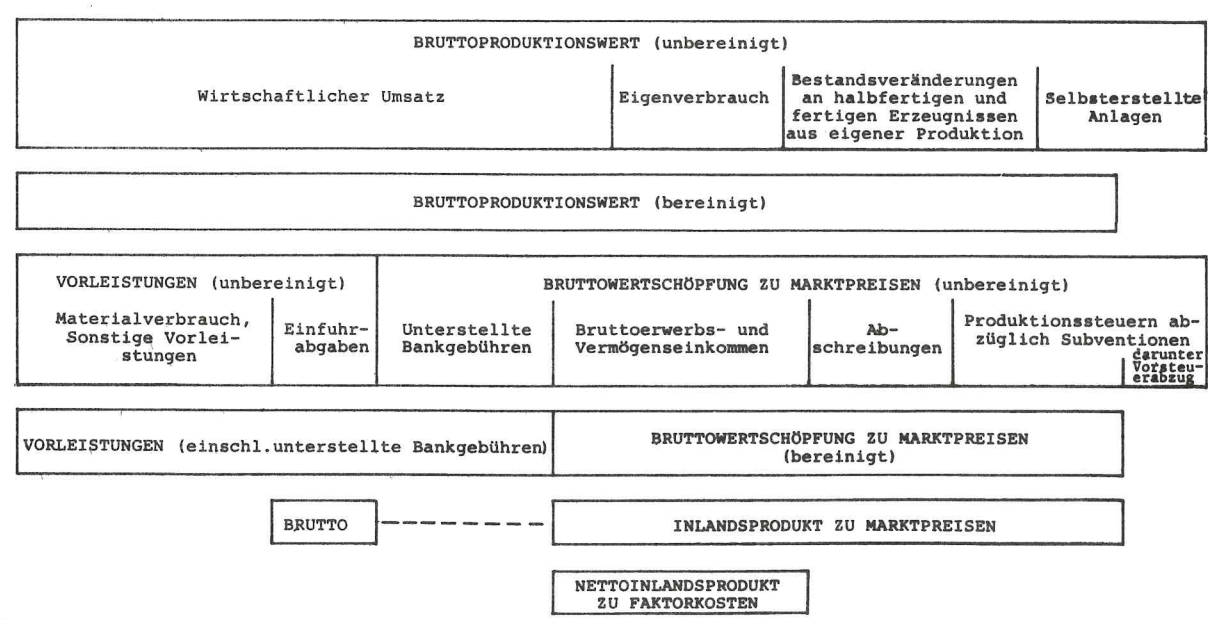 BRUTTOPRODUKTIONSWERT (unbereinigt)
Wirtschaftlicher Umsatz
Eigenverbrauch
Bestandsveränderungen
an halbfertigen und
fertigen Erzeugnissen
aus eigener Produktion
Selbsterstellte
Anlagen
BRUTTOPRODUKTIONSWERT (bereinigt)
VORLEISTUNGEN (unbereinigt)
Materialverbrauch,
Sonstige Vorlei-
stungen
Einfuhr-
abgaben
BRUTTOWERTSCHÖPFUNG ZU MARKTPREISEN (unbereinigt)
Unterstellte
Bankgebühren
Bruttoerwerbs- und
Vermögenseinkommen
Ab-
schreibungen
Produktionssteuern ab-
züglich Subventionen
darunter
Vorsteu-
erabzug
VORLEISTUNGEN (einschl.unterstellte Bankgebühren)
BRUTTOWERTSCHÖPFUNG ZU MARKTPREISEN
(bereinigt)
BRUTTO
INLANDSPRODUKT ZU MARKTPREISEN
NETTOINLANDSPRODUKT
ZU FAKTORKOSTEN